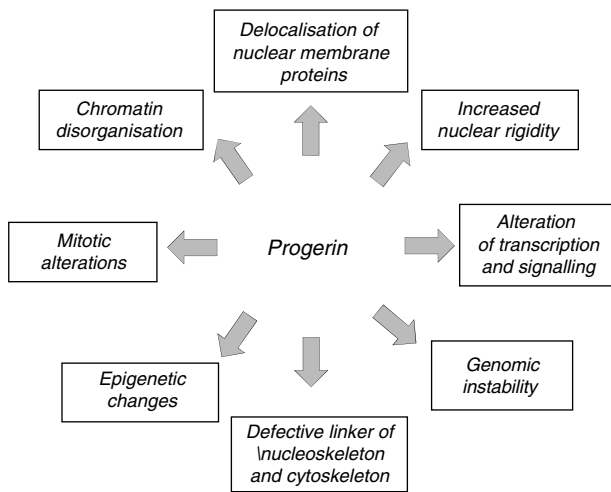 Delocalisation of
nuclear membrane
proteins
Chromatin
disorganisation
Increased
nuclear rigidity
Mitotic
alterations
Progerin
Alteration
of transcription
and signalling
Epigenetic
changes
Genomic
instability
Defective linker of
\nucleoskeleton
and cytoskeleton